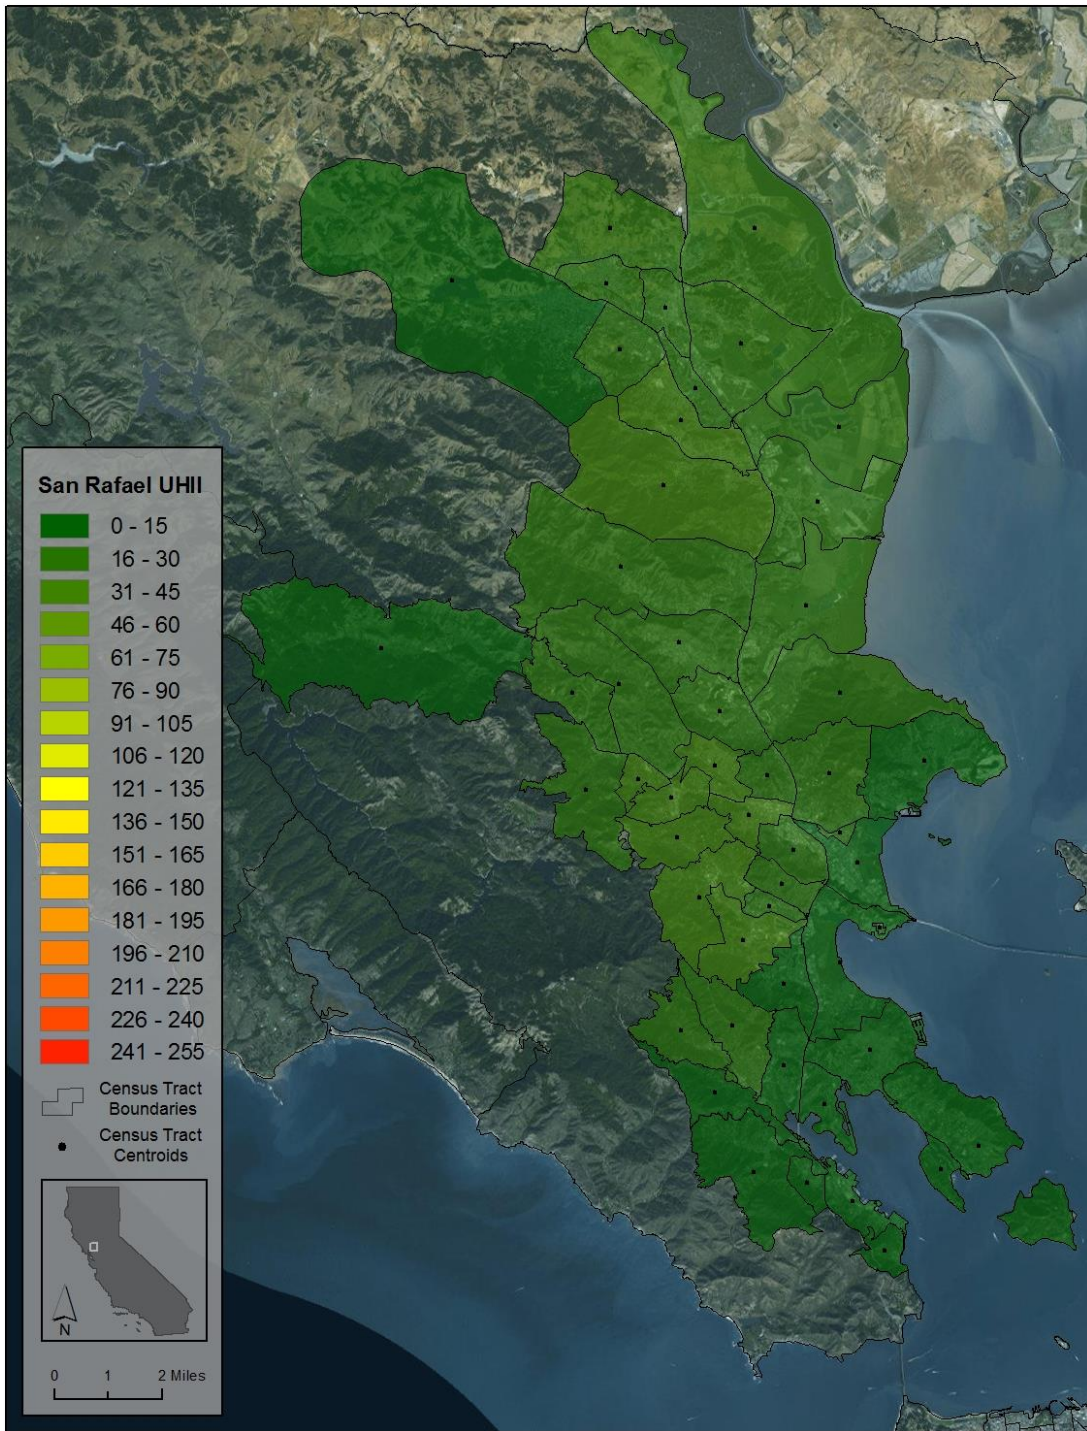 San Rafael UHII
0 - 15
16 - 30
31 - 45
46 - 60
61 - 75
76 - 90
91 - 105
106 - 120
121 - 135
136 - 150
151 - 165
166 - 180
181 - 195
196 - 210
211 - 225
226 - 240
241 - 255
Census Tract
Boundaries
Census Tract
Centroids
N
0 1 2 Miles